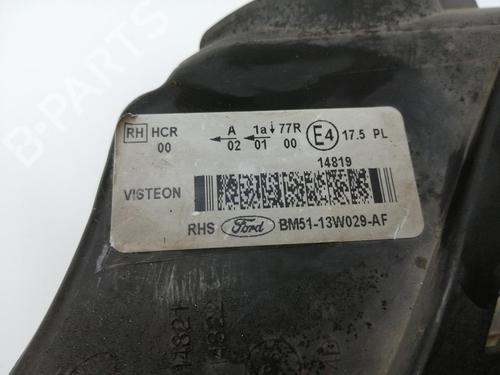 RH HCR A 1a 77R E4 17.5 PL
00 02 01 00
14819
VISTEON
RHS Ford BM51-13W029-AF
14821